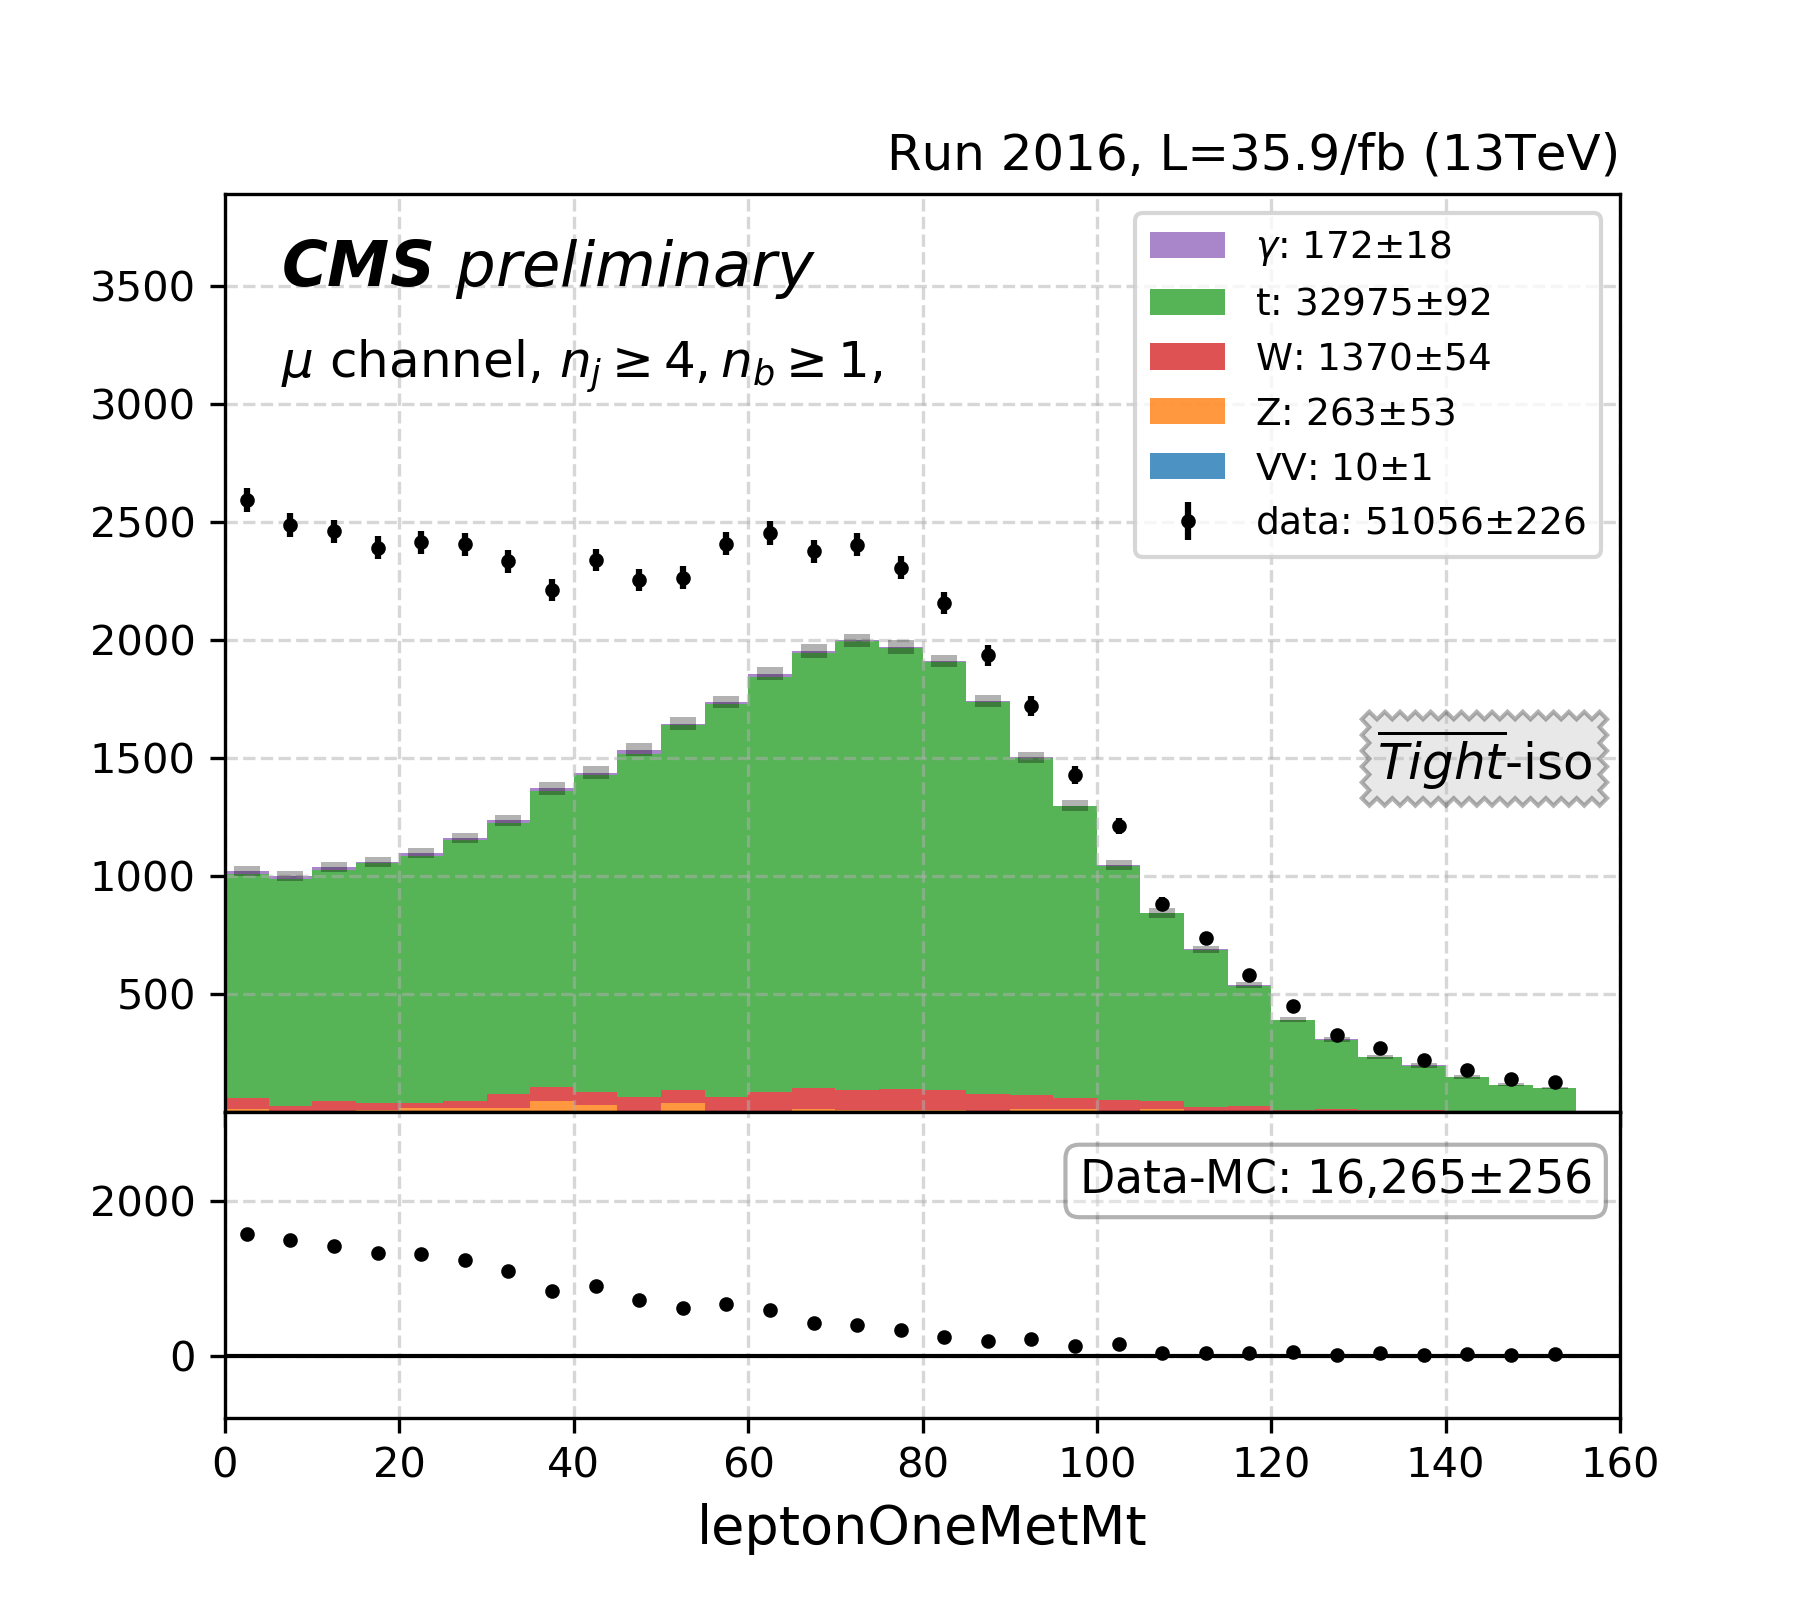 Run 2016, L=35.9/fb (13TeV)
CMS preliminary
μ channel, n_j ≥ 4, n_b ≥ 1,
γ: 172±18
t: 32975±92
W: 1370±54
Z: 263±53
VV: 10±1
data: 51056±226
3500
3000
2500
2000
1500
1000
500
T̅i̅g̅h̅t̅-iso
Data-MC: 16,265±256
2000
0
0 20 40 60 80 100 120 140 160
leptonOneMetMt